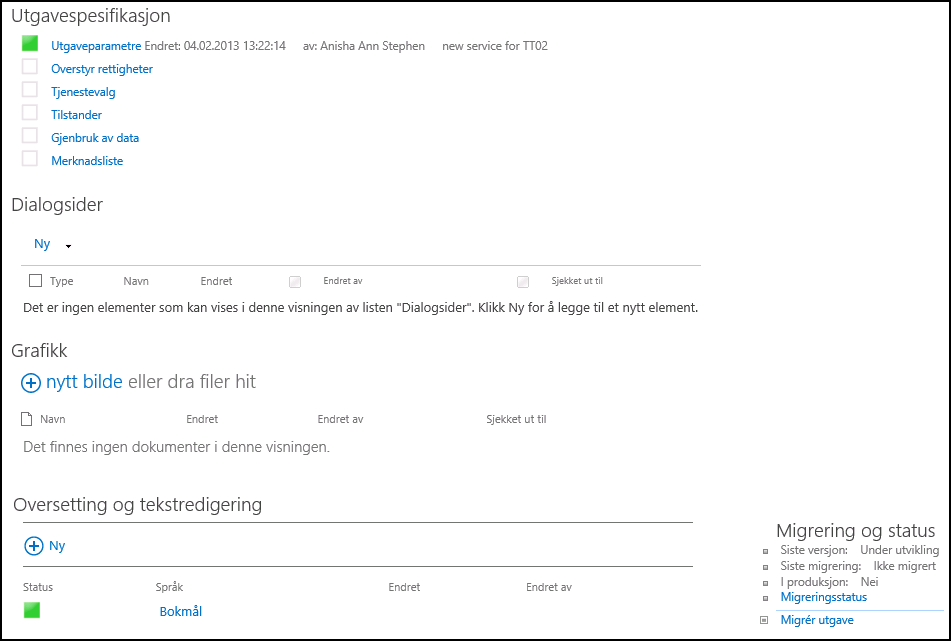 Utgavespesifikasjon
Utgaveparametre Endret: 04.02.2013 13:22:14 av: Anisha Ann Stephen new service for TT02
Overstyr rettigheter
Tjenestevalg
Tilstander
Gjenbruk av data
Merknadsliste
Dialogsider
Ny
Type Navn Endret Endret av Sjekket ut til
Det er ingen elementer som kan vises i denne visningen av listen "Dialogsider". Klikk Ny for å legge til et nytt element.
Grafikk
nytt bilde eller dra filer hit
Navn Endret Endret av Sjekket ut til
Det finnes ingen dokumenter i denne visningen.
Oversetting og tekstredigering
Ny
Status Språk Endret Endret av
Bokmål
Migrering og status
Siste versjon: Under utvikling
Siste migrering: Ikke migrert
I produksjon: Nei
Migreringsstatus
Migrér utgave